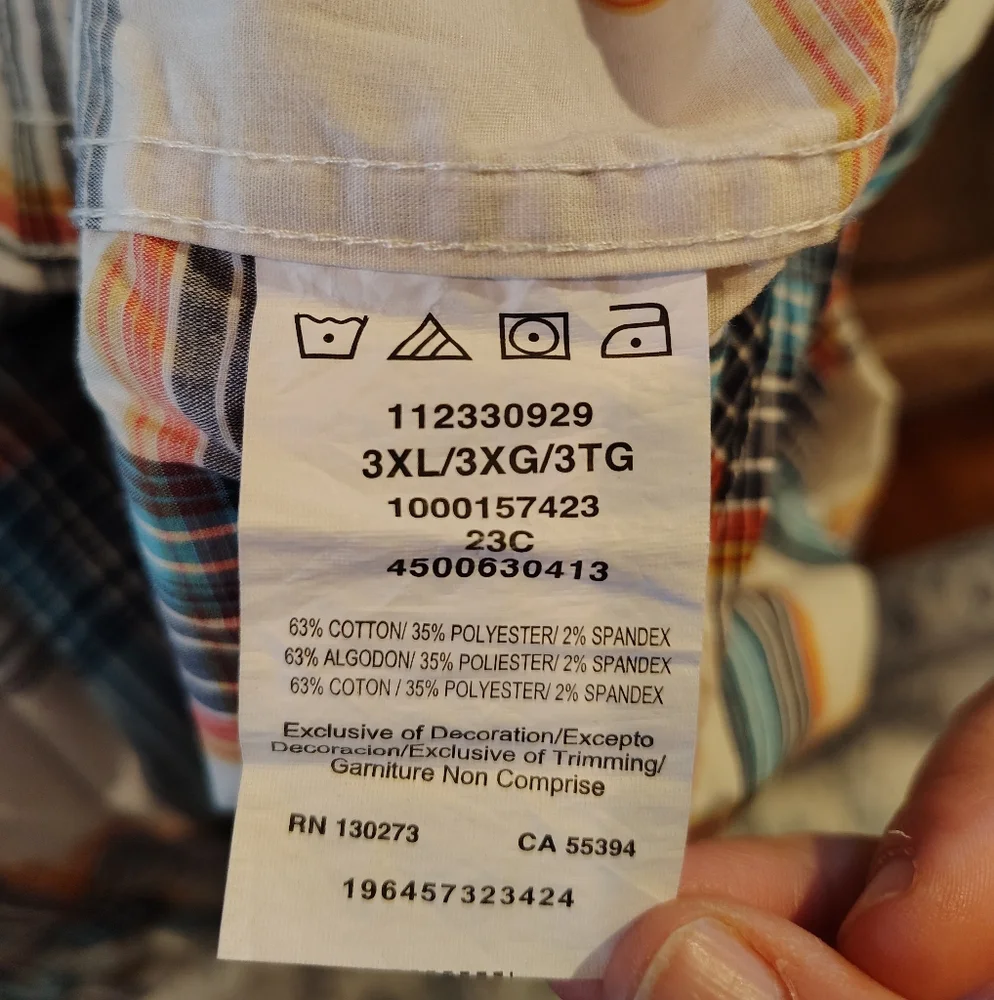 112330929
3XL/3XG/3TG
1000157423
23C
4500630413
63% COTTON/ 35% POLYESTER/ 2% SPANDEX
63% ALGODON/ 35% POLIESTER/ 2% SPANDEX
63% COTON / 35% POLYESTER/ 2% SPANDEX
Exclusive of Decoration/Excepto
Decoracion/Exclusive of Trimming/
Garniture Non Comprise
RN 130273 CA 55394
196457323424